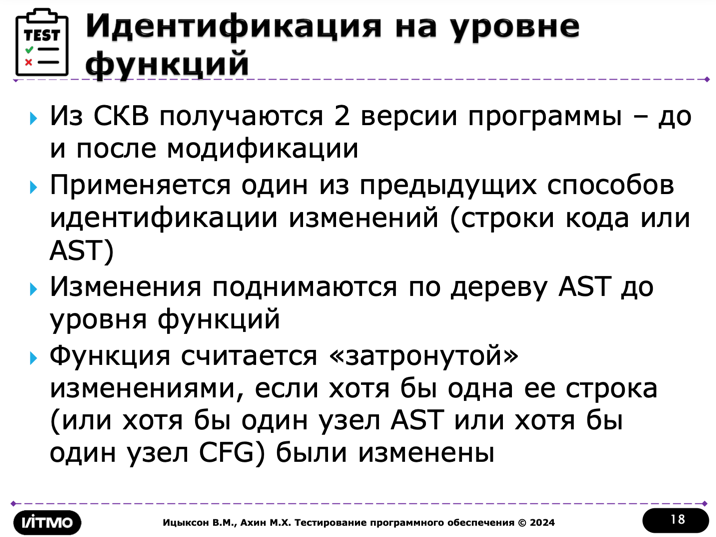 TEST
Идентификация на уровне
функций
Из СКВ получаются 2 версии программы – до
и после модификации
Применяется один из предыдущих способов
идентификации изменений (строки кода или
AST)
Изменения поднимаются по дереву AST до
уровня функций
Функция считается «затронутой»
изменениями, если хотя бы одна ее строка
(или хотя бы один узел AST или хотя бы
один узел CFG) были изменены
ITMO
Ицыксон В.М., Ахин М.Х. Тестирование программного обеспечения © 2024
18